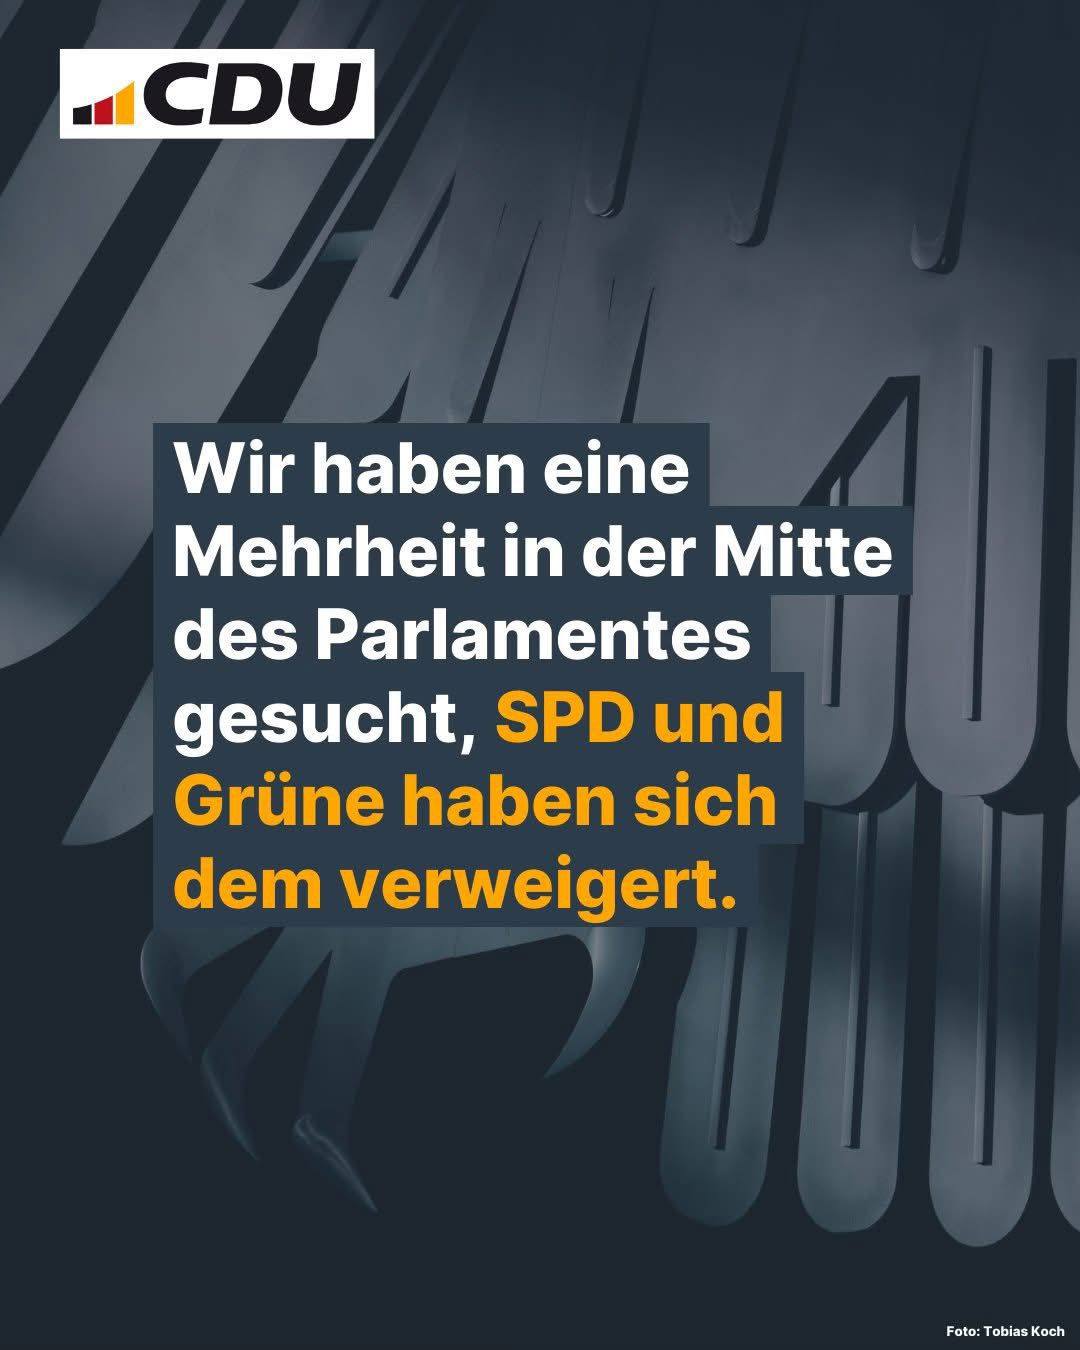 CDU
Wir haben eine
Mehrheit in der Mitte
des Parlamentes
gesucht, SPD und
Grüne haben sich
dem verweigert.
Foto: Tobias Koch